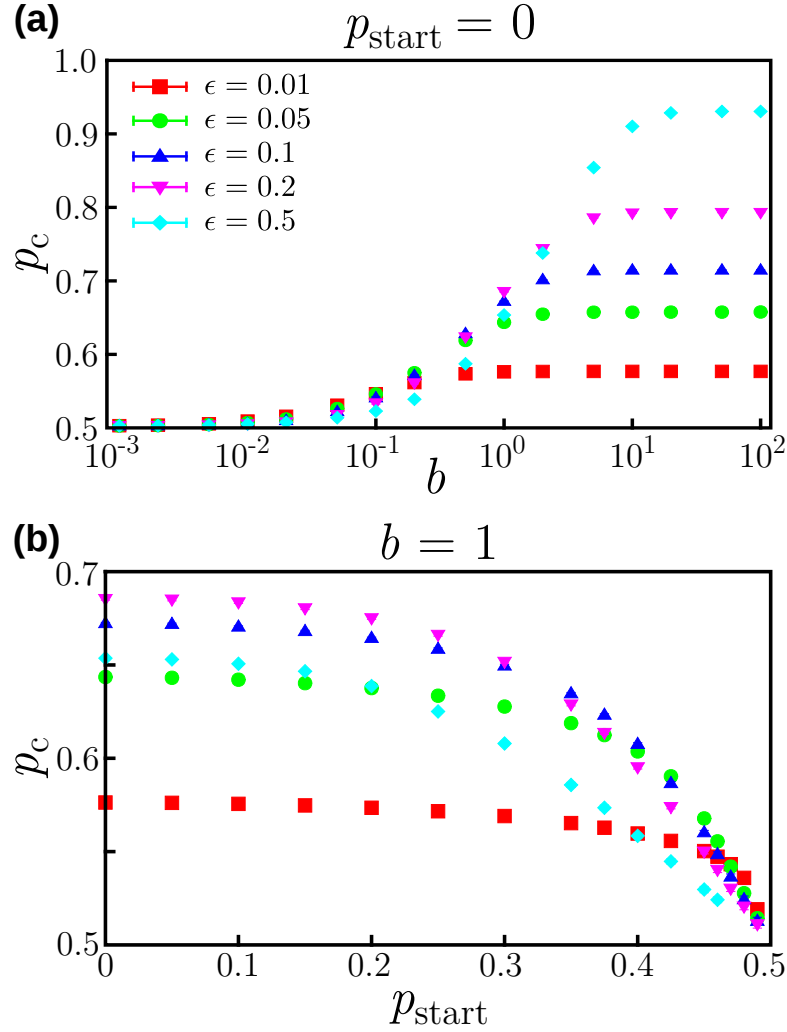 (a)
p_start = 0
1.0
0.9
0.8
0.7
0.6
0.5
p_c
ϵ = 0.01
ϵ = 0.05
ϵ = 0.1
ϵ = 0.2
ϵ = 0.5
10^-3 10^-2 10^-1 10^0 10^1 10^2
b
(b)
b = 1
0.7
0.6
0.5
p_c
0 0.1 0.2 0.3 0.4 0.5
p_start